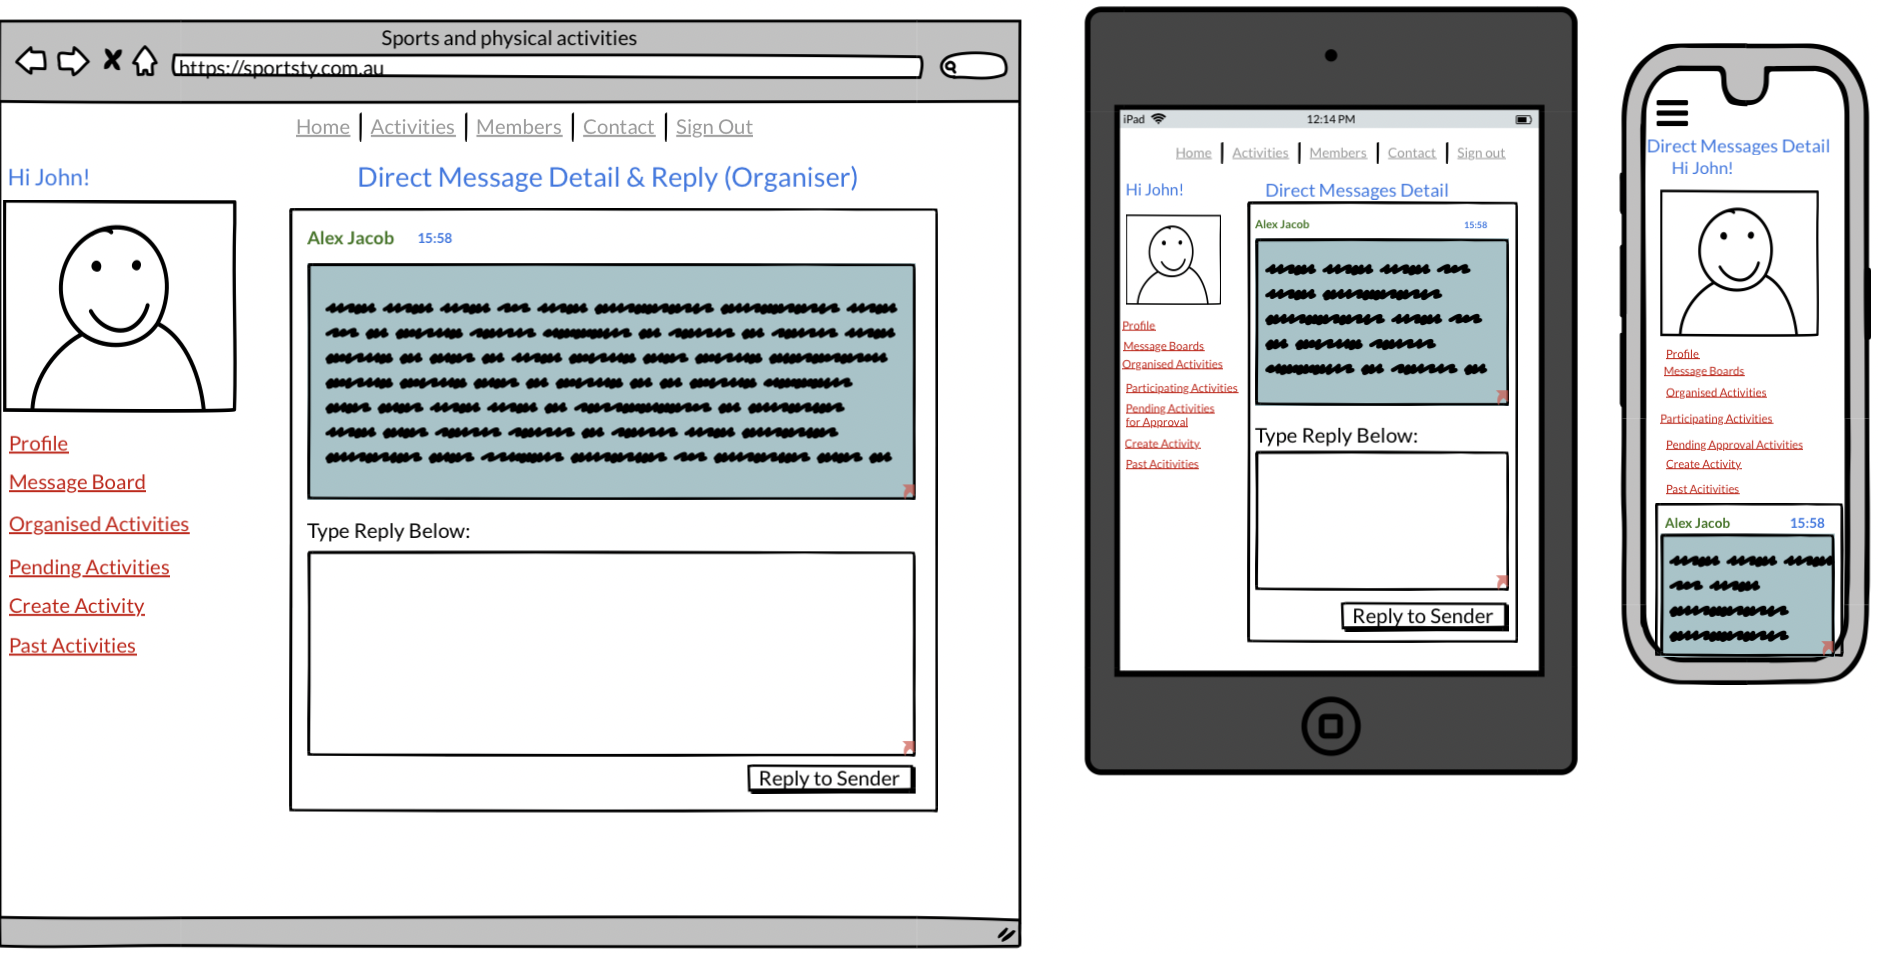 Sports and physical activities
https://sportsty.com.au
Home | Activities | Members | Contact | Sign Out
Hi John!
Direct Message Detail & Reply (Organiser)
Alex Jacob 15:58
Type Reply Below:
Reply to Sender
Profile
Message Board
Organised Activities
Pending Activities
Create Activity
Past Activities
iPad 12:14 PM
Home | Activities | Members | Contact | Sign out
Hi John!
Direct Messages Detail
Alex Jacob 15:58
Type Reply Below:
Reply to Sender
Profile
Message Boards
Organised Activities
Participating Activities
Pending Activities
for Approval
Create Activity
Past Acitivities
Direct Messages Detail
Hi John!
Profile
Message Boards
Organised Activities
Participating Activities
Pending Approval Activities
Create Activity
Past Acitivities
Alex Jacob 15:58